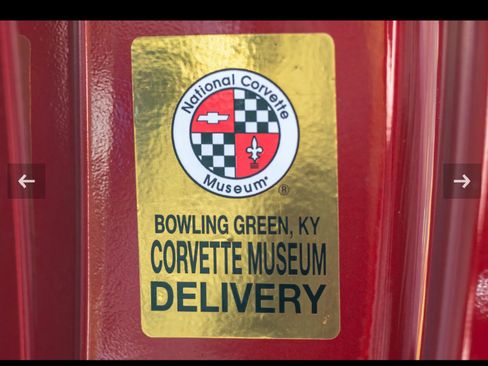 National Corvette
Museum®
®
BOWLING GREEN, KY
CORVETTE MUSEUM
DELIVERY